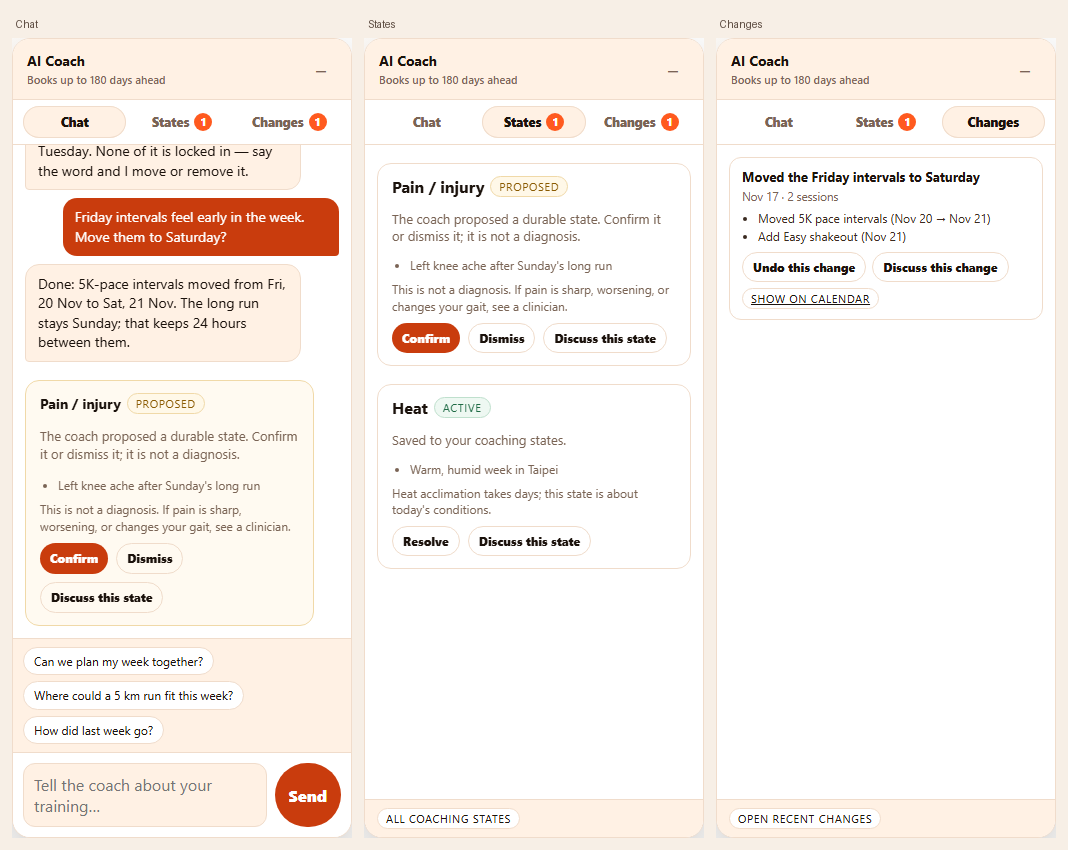 Chat
AI Coach
Books up to 180 days ahead
–
Chat
States 1
Changes 1
Tuesday. None of it is locked in — say
the word and I move or remove it.
Friday intervals feel early in the week.
Move them to Saturday?
Done: 5K-pace intervals moved from Fri,
20 Nov to Sat, 21 Nov. The long run
stays Sunday; that keeps 24 hours
between them.
Pain / injury PROPOSED
The coach proposed a durable state. Confirm
it or dismiss it; it is not a diagnosis.
• Left knee ache after Sunday's long run
This is not a diagnosis. If pain is sharp,
worsening, or changes your gait, see a clinician.
Confirm
Dismiss
Discuss this state
Can we plan my week together?
Where could a 5 km run fit this week?
How did last week go?
Tell the coach about your
training...
Send
States
AI Coach
Books up to 180 days ahead
–
Chat
States 1
Changes 1
Pain / injury PROPOSED
The coach proposed a durable state. Confirm it
or dismiss it; it is not a diagnosis.
• Left knee ache after Sunday's long run
This is not a diagnosis. If pain is sharp, worsening, or
changes your gait, see a clinician.
Confirm
Dismiss
Discuss this state
Heat ACTIVE
Saved to your coaching states.
• Warm, humid week in Taipei
Heat acclimation takes days; this state is about
today's conditions.
Resolve
Discuss this state
ALL COACHING STATES
Changes
AI Coach
Books up to 180 days ahead
–
Chat
States 1
Changes
Moved the Friday intervals to Saturday
Nov 17 · 2 sessions
• Moved 5K pace intervals (Nov 20 → Nov 21)
• Add Easy shakeout (Nov 21)
Undo this change
Discuss this change
SHOW ON CALENDAR
OPEN RECENT CHANGES